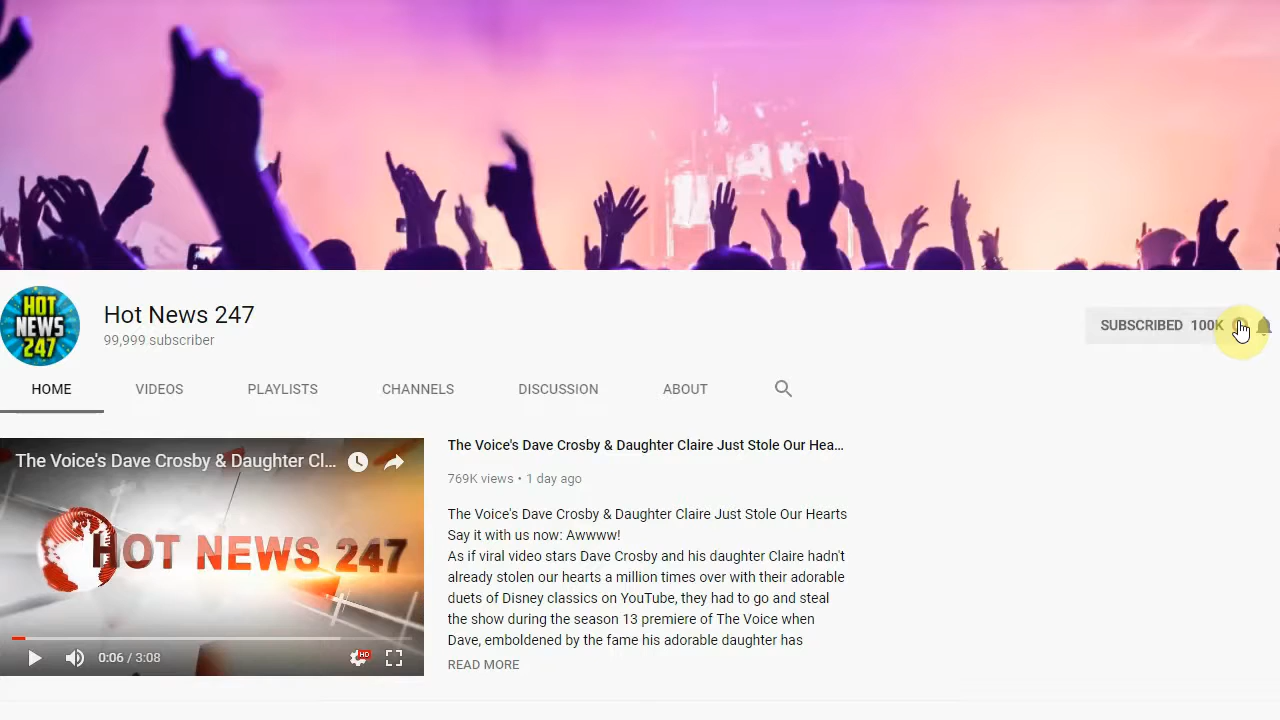 HOT
NEWS
247
Hot News 247
99,999 subscriber
SUBSCRIBED 100K
HOME VIDEOS PLAYLISTS CHANNELS DISCUSSION ABOUT
The Voice's Dave Crosby & Daughter Cl...
HOT NEWS 247
0:06 / 3:08
HD
The Voice's Dave Crosby & Daughter Claire Just Stole Our Hea...
769K views • 1 day ago
The Voice's Dave Crosby & Daughter Claire Just Stole Our Hearts
Say it with us now: Awwww!
As if viral video stars Dave Crosby and his daughter Claire hadn't
already stolen our hearts a million times over with their adorable
duets of Disney classics on YouTube, they had to go and steal
the show during the season 13 premiere of The Voice when
Dave, emboldened by the fame his adorable daughter has
READ MORE